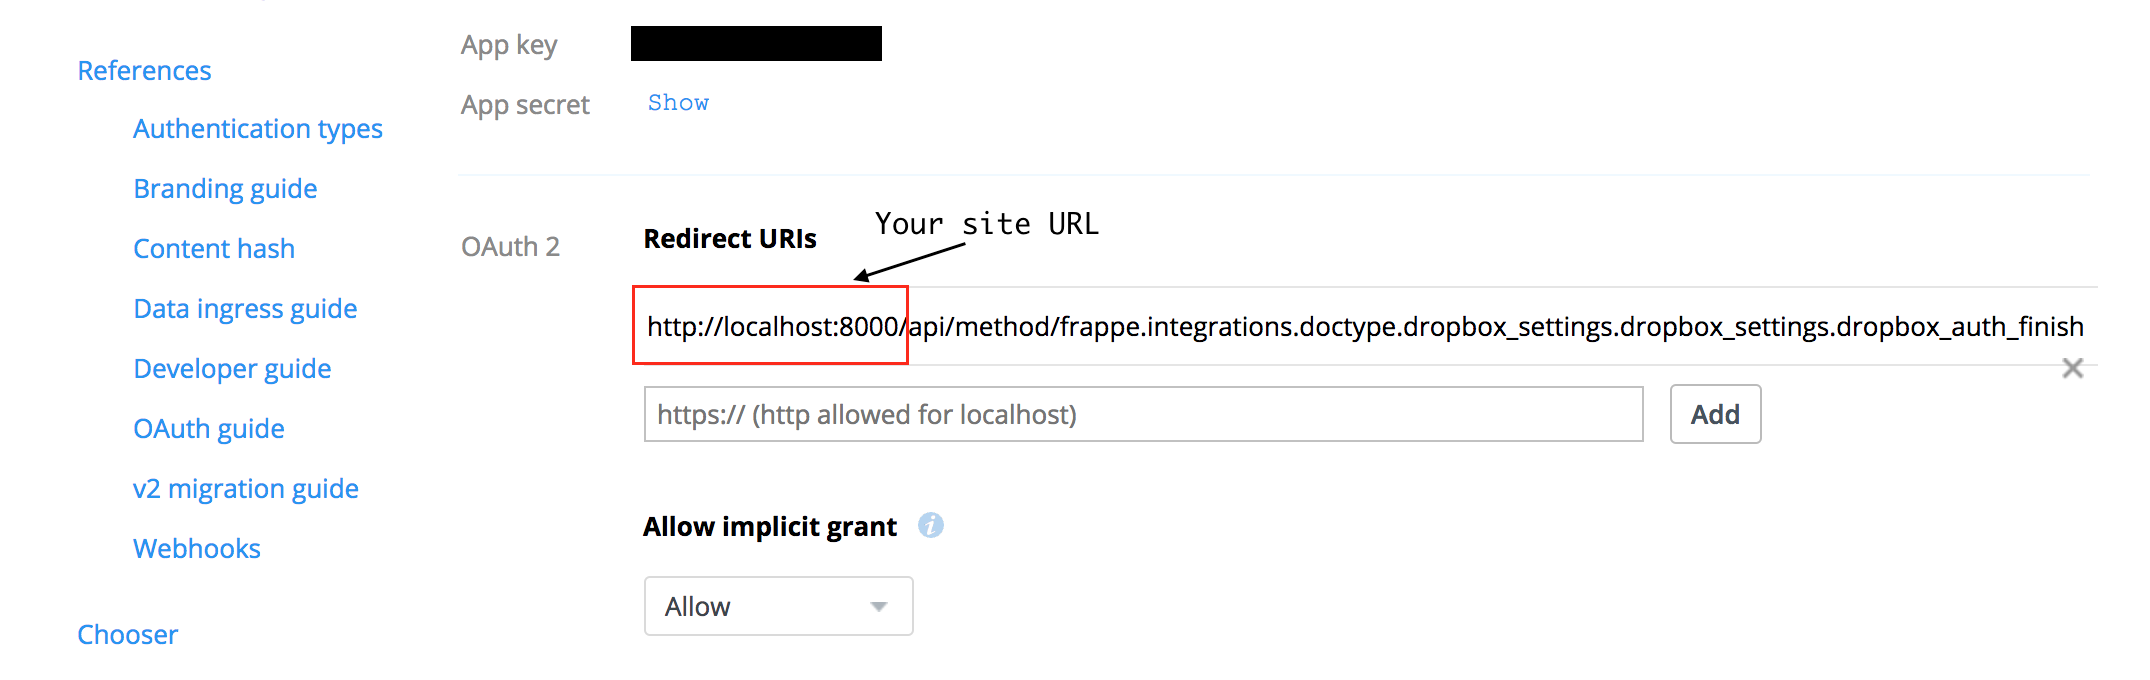 References
Authentication types
Branding guide
Content hash
Data ingress guide
Developer guide
OAuth guide
v2 migration guide
Webhooks
Chooser
App key
App secret
Show
OAuth 2
Redirect URIs
Your site URL
http://localhost:8000/api/method/frappe.integrations.doctype.dropbox_settings.dropbox_settings.dropbox_auth_finish
https:// (http allowed for localhost)
Add
Allow implicit grant
Allow